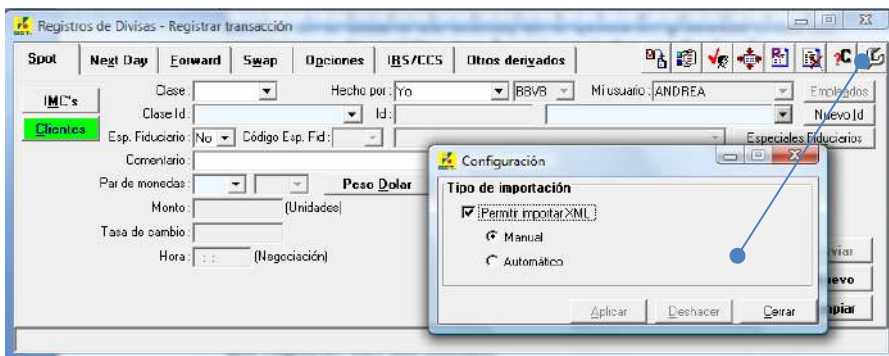 Registros de Divisas - Registrar transacción
Spot Next Day Forward Swap Opciones IRS/CCS Otros derivados
IMC's Clase: Hecho por: Yo BBVB Mi usuario: ANDREA Empleados
Clientes Clase Id: Id: Nuevo Id
Esp. Fiduciario: No Código Esp. Fid: Especiales Fiduciarios
Comentario:
Par de monedas: Peso Dolar
Monto: (Unidades)
Tasa de cambio:
Hora: : : (Negociación)
Configuración
Tipo de importación
Permitir importar XML
Manual
Automático
Aplicar Deshacer Cerrar
viar
uevo
mpiar